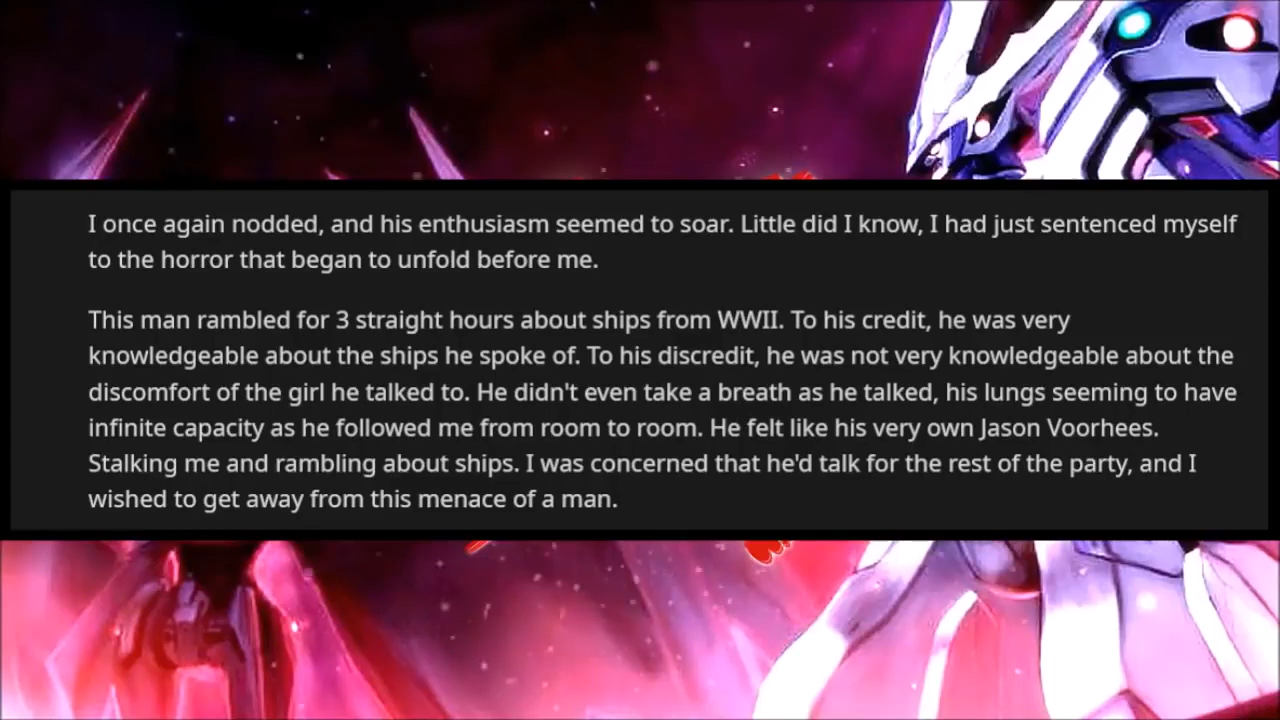 I once again nodded, and his enthusiasm seemed to soar. Little did I know, I had just sentenced myself
to the horror that began to unfold before me.
This man rambled for 3 straight hours about ships from WWII. To his credit, he was very
knowledgeable about the ships he spoke of. To his discredit, he was not very knowledgeable about the
discomfort of the girl he talked to. He didn't even take a breath as he talked, his lungs seeming to have
infinite capacity as he followed me from room to room. He felt like his very own Jason Voorhees.
Stalking me and rambling about ships. I was concerned that he'd talk for the rest of the party, and I
wished to get away from this menace of a man.